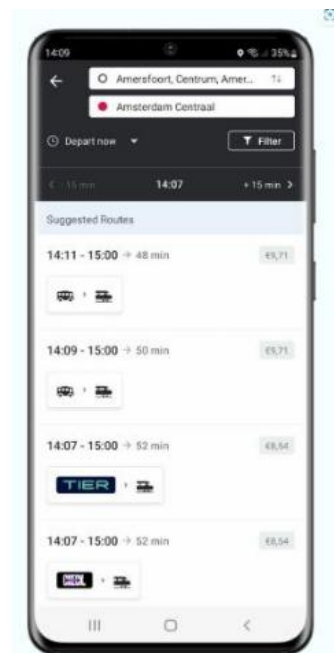 14:09 35%
Amersfoort, Centrum, Amer...
Amsterdam Centraal
Depart now Filter
- 15 min 14:07 + 15 min
Suggested Routes
14:11 - 15:00 → 48 min €9,71
14:09 - 15:00 → 50 min €9,71
14:07 - 15:00 → 52 min €8,54
TIER
14:07 - 15:00 → 52 min €8,54